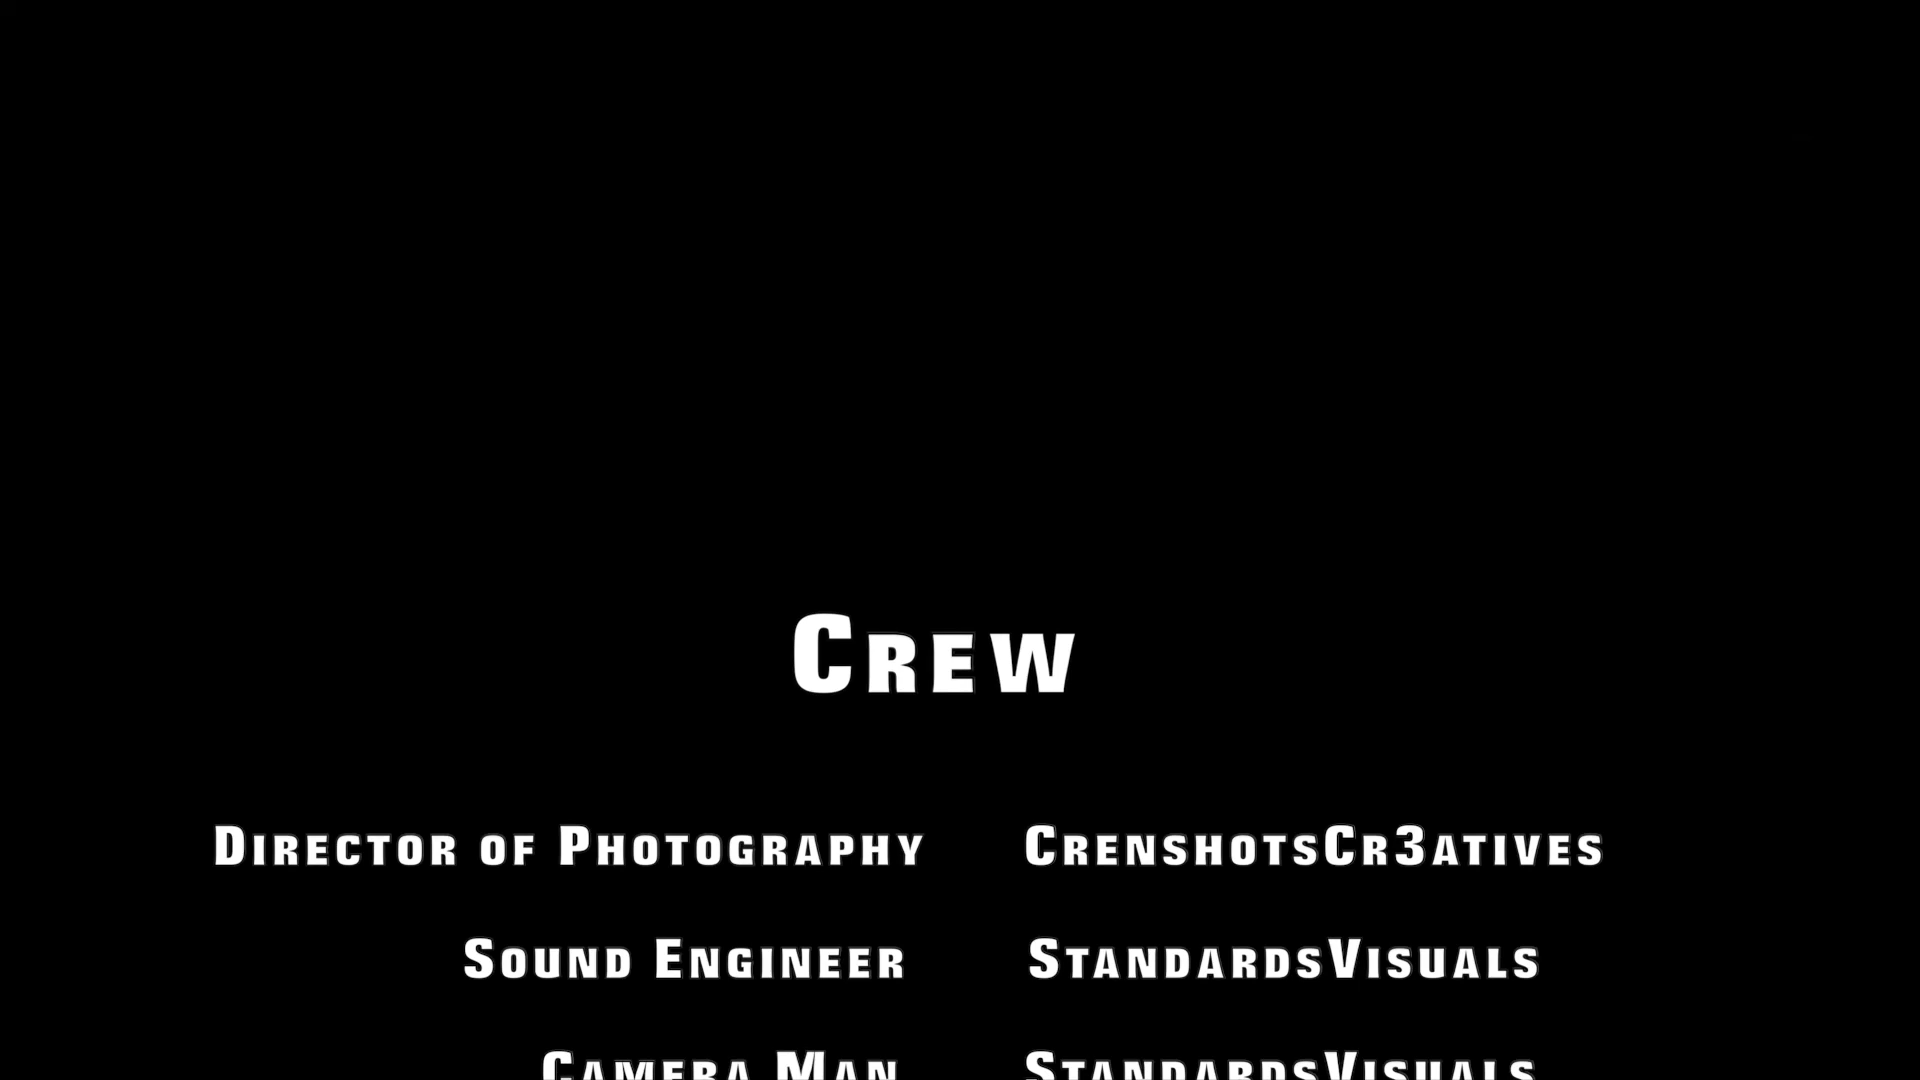 Crew
Director of Photography CrenshotsCr3atives
Sound Engineer StandardsVisuals
Camera Man StandardsVisuals